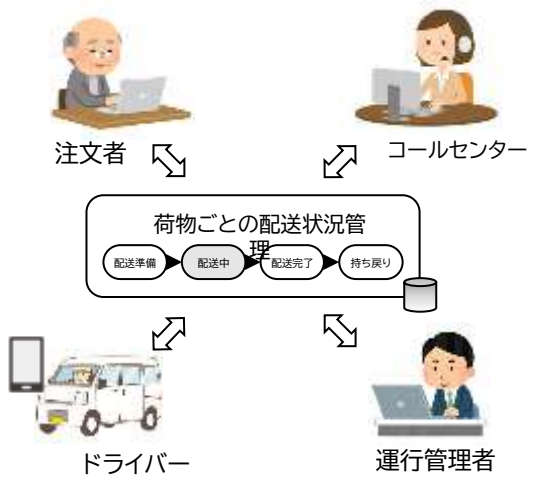 注文者
コールセンター
荷物ごとの配送状況管
理
配送準備
配送中
配送完了
持ち戻り
ドライバー
運行管理者